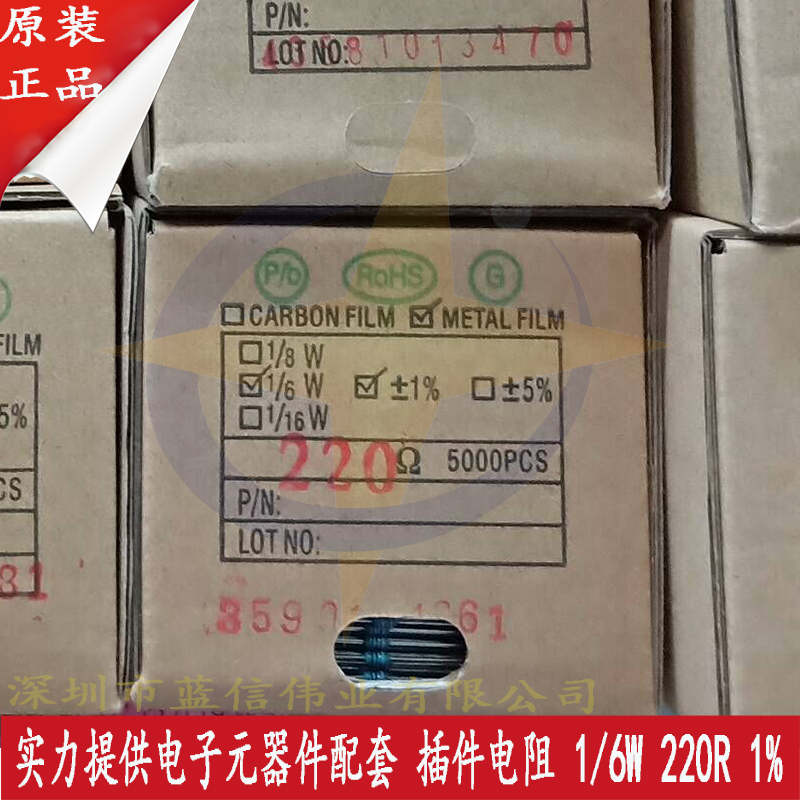 原装
正品
P/N:
LOT NO:
81013470
P/b RoHS G
CARBON FILM METAL FILM
1/8 W
1/6 W ±1% ±5%
1/16 W
220Ω 5000PCS
P/N:
LOT NO:
FILM
5%
CS
81
深圳市蓝信伟业有限公司
实力提供电子元器件配套 插件电阻 1/6W 220R 1%